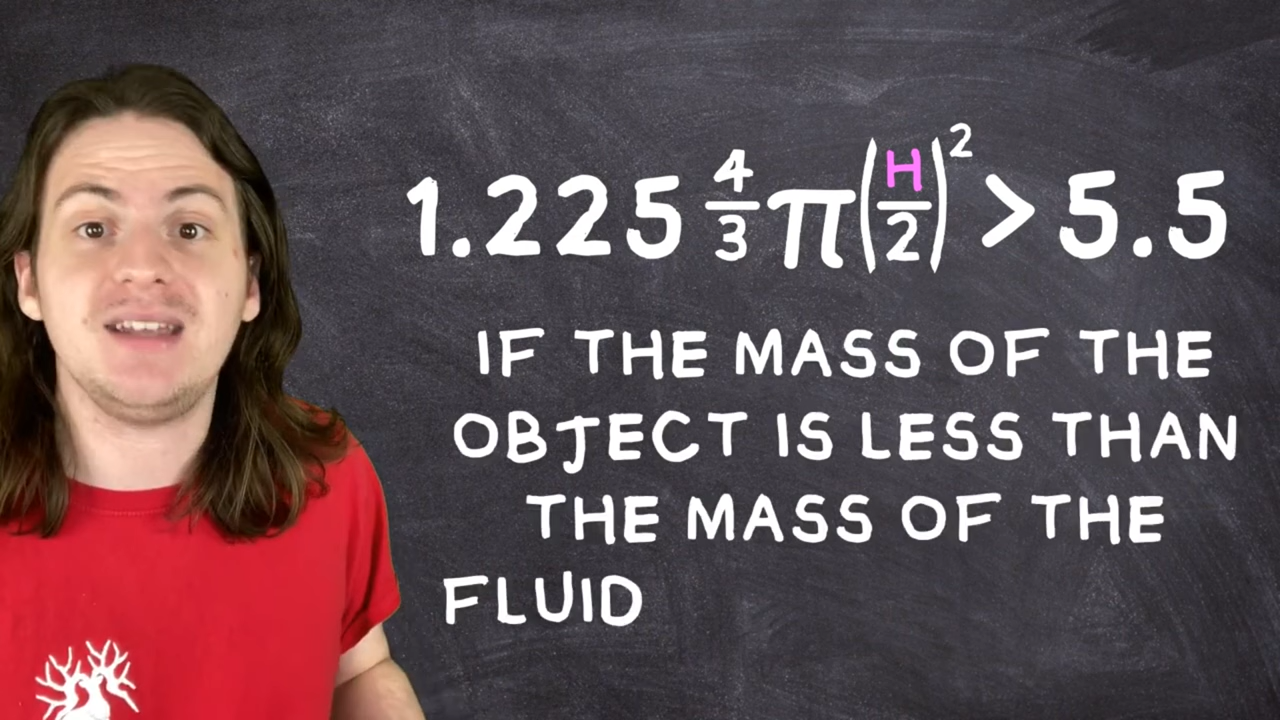 1.225 4/3 π(H/2)² > 5.5
IF THE MASS OF THE
OBJECT IS LESS THAN
THE MASS OF THE
FLUID